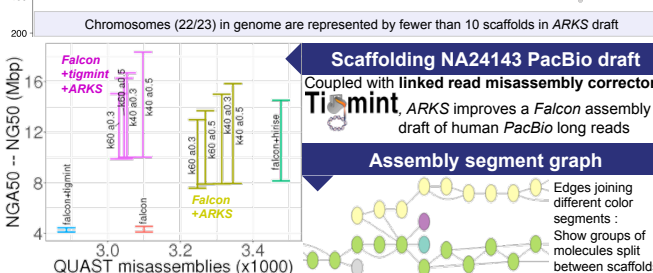 Chromosomes (22/23) in genome are represented by fewer than 10 scaffolds in ARKS draft
200
NGA50 -- NG50 (Mbp)
16
12
8
4
Falcon
+tigmint
+ARKS
k60 a0.3
k60 a0.5
k40 a0.3
k40 a0.5
k60 a0.3
k60 a0.5
k40 a0.3
k40 a0.5
falcon+hirise
falcon+tigmint
falcon
Falcon
+ARKS
3.0
3.2
3.4
QUAST misassemblies (x1000)
Scaffolding NA24143 PacBio draft
Coupled with linked read misassembly corrector
Tigmint, ARKS improves a Falcon assembly
draft of human PacBio long reads
Assembly segment graph
Edges joining
different color
segments :
Show groups of
molecules split
between scaffold